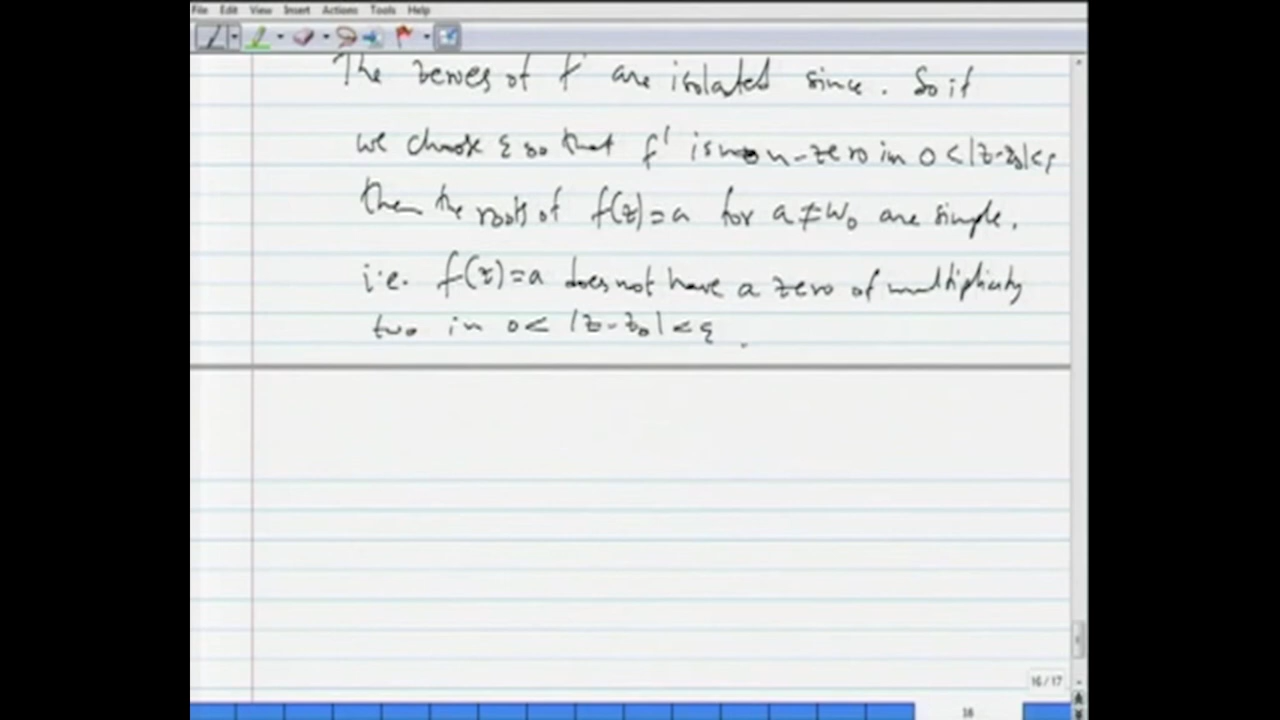 File Edit View Insert Actions Tools Help
The zeroes of f' are isolated since. So if
we choose ε so that f' is non-zero in 0<|z-z₀|<ε
then the roots of f(z)=a for a≠w₀ are simple.
i.e. f(z)=a does not have a zero of multiplicity
two in 0< |z-z₀|<ε.
16/17
16